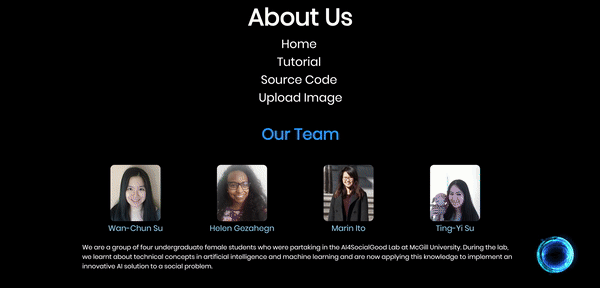 About Us
Home
Tutorial
Source Code
Upload Image
Our Team
Wan-Chun Su
Helen Gezahegn
Marin Ito
Ting-Yi Su
We are a group of four undergraduate female students who were partaking in the AI4SocialGood Lab at McGill University. During the lab,
we learnt about technical concepts in artificial intelligence and machine learning and are now applying this knowledge to implement an
innovative AI solution to a social problem.